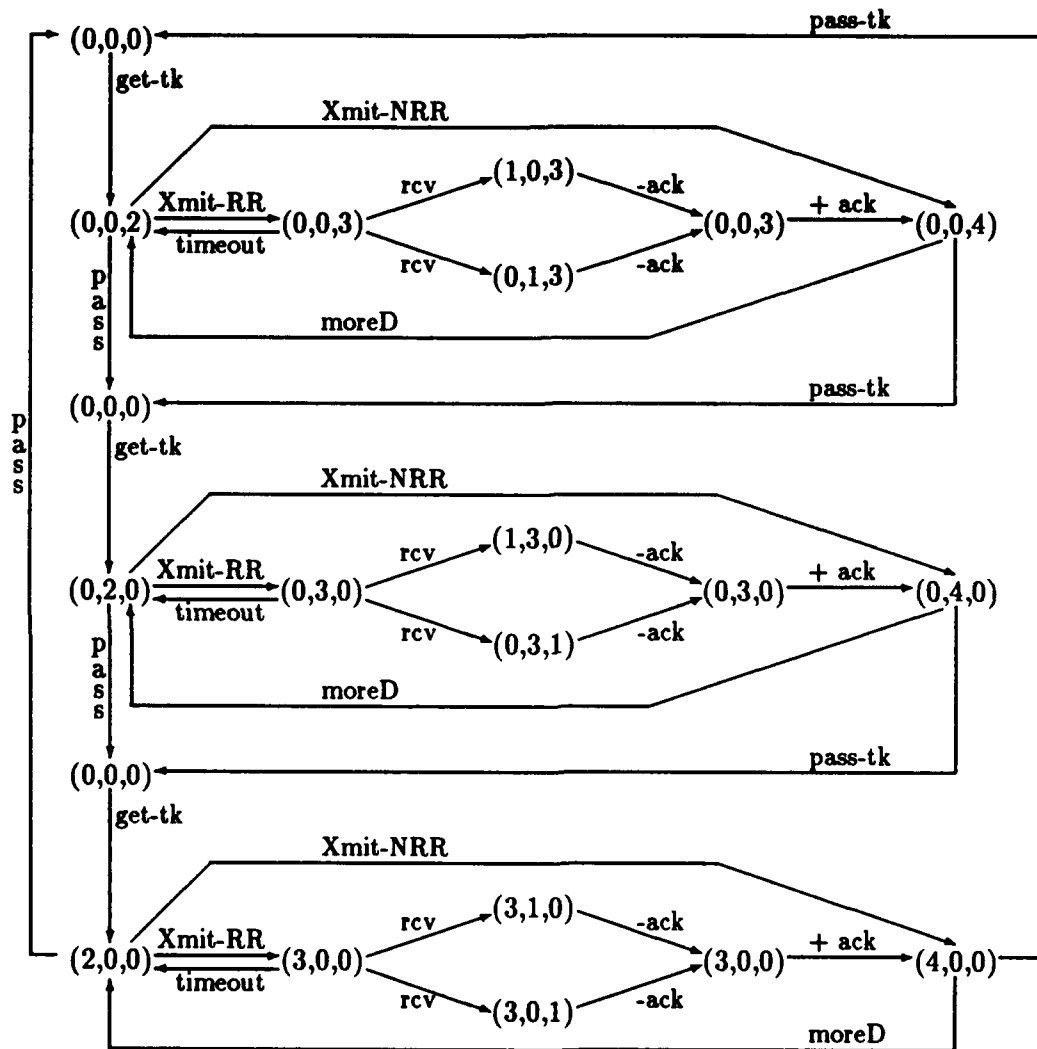 pass-tk
(0,0,0)
get-tk
Xmit-NRR
(1,0,3)
rcv
-ack
Xmit-RR
+ ack
(0,0,2)
(0,0,3)
(0,0,3)
(0,0,4)
timeout
rcv
-ack
(0,1,3)
pass
moreD
pass-tk
(0,0,0)
pass
get-tk
Xmit-NRR
(1,3,0)
rcv
-ack
Xmit-RR
+ ack
(0,2,0)
(0,3,0)
(0,3,0)
(0,4,0)
timeout
rcv
-ack
(0,3,1)
pass
moreD
pass-tk
(0,0,0)
get-tk
Xmit-NRR
(3,1,0)
rcv
-ack
Xmit-RR
+ ack
(2,0,0)
(3,0,0)
(3,0,0)
(4,0,0)
timeout
rcv
-ack
(3,0,1)
moreD